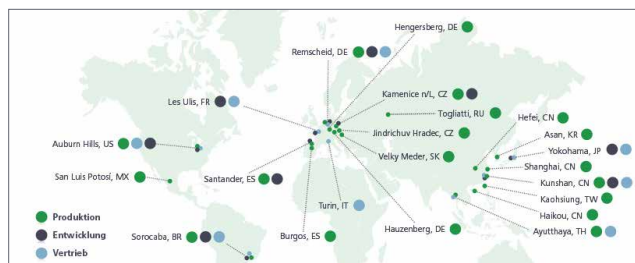 Hengersberg, DE
Remscheid, DE
Kamenice n/L, CZ
Les Ulis, FR
Togliatti, RU
Hefei, CN
Asan, KR
Auburn Hills, US
Jindrichuv Hradec, CZ
Yokohama, JP
Shanghai, CN
San Luis Potosí, MX
Santander, ES
Velky Meder, SK
Kunshan, CN
Kaohsiung, TW
Turin, IT
Haikou, CN
Produktion
Entwicklung
Vertrieb
Sorocaba, BR
Burgos, ES
Hauzenberg, DE
Ayutthaya, TH